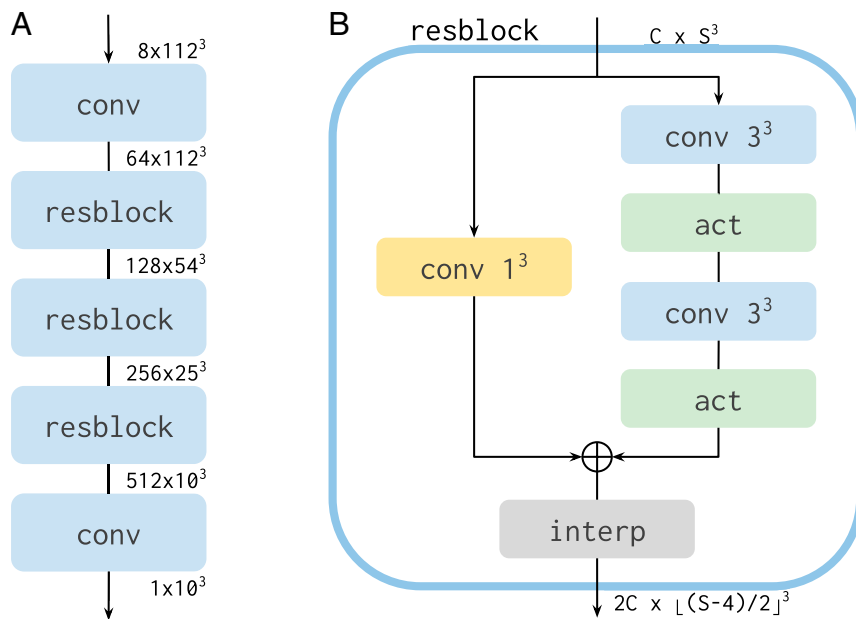 A
8x112³
conv
64x112³
resblock
128x54³
resblock
256x25³
resblock
512x10³
conv
1x10³
B
resblock
C x S³
conv 3³
act
conv 1³
conv 3³
act
interp
2C x ⌊(S-4)/2⌋³